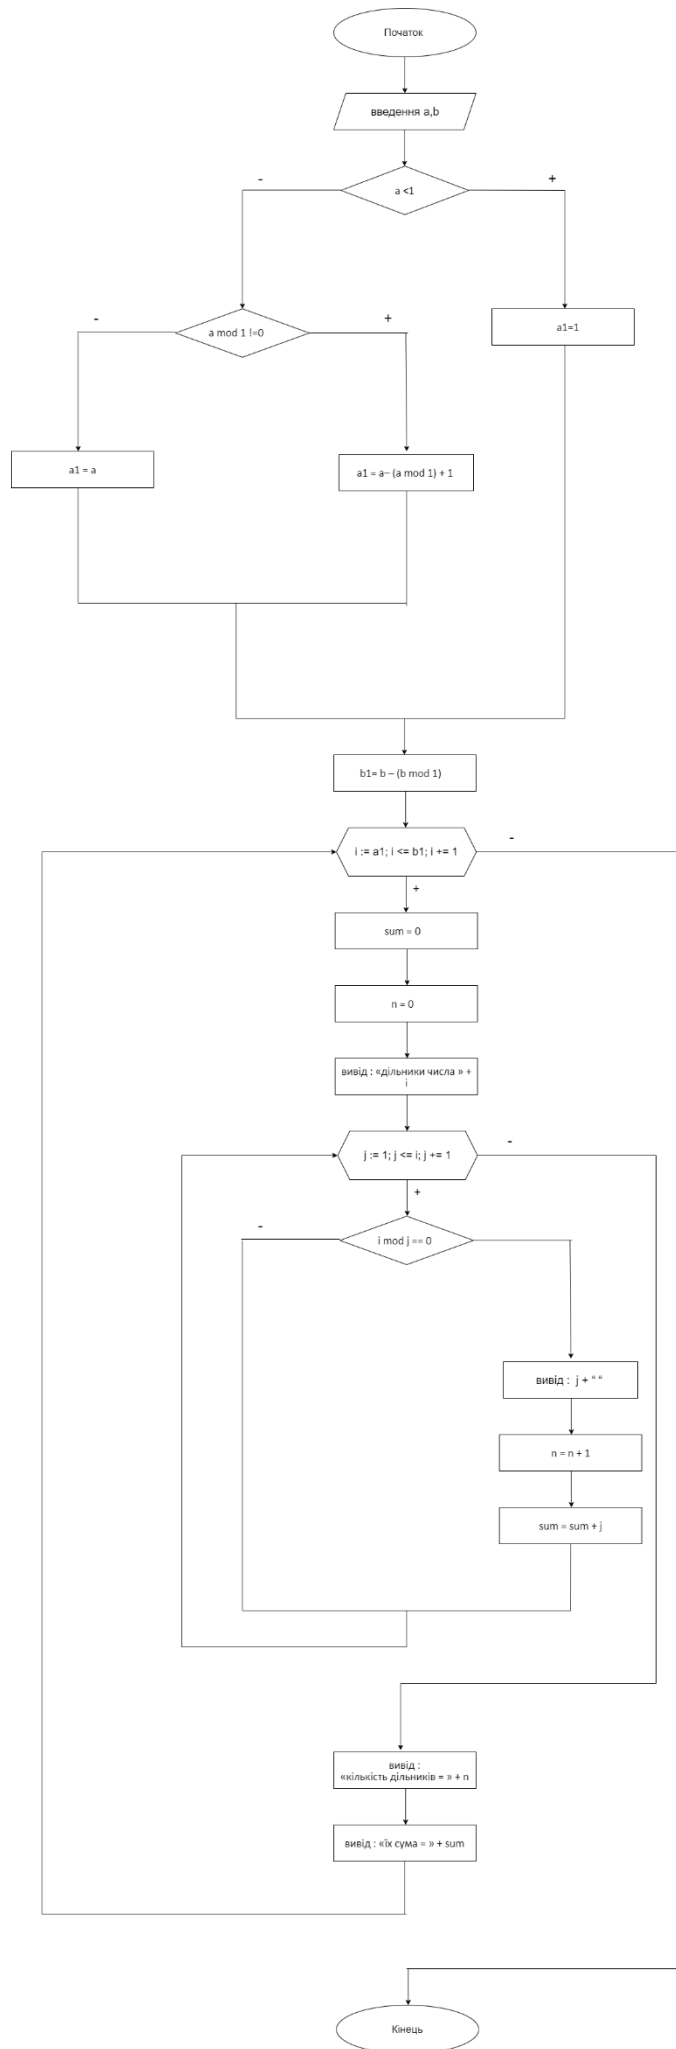 Початок
введення a,b
a <1
-
+
a mod 1 !=0
-
+
a1=1
a1 = a
a1 = a– (a mod 1) + 1
b1= b – (b mod 1)
i := a1; i <= b1; i += 1
-
+
sum = 0
n = 0
вивід : «дільники числа » +
i
j := 1; j <= i; j += 1
-
+
i mod j == 0
-
вивід : j + “ “
n = n + 1
sum = sum + j
вивід :
«кількість дільників = » + n
вивід : «їх сума = » + sum
Кінець